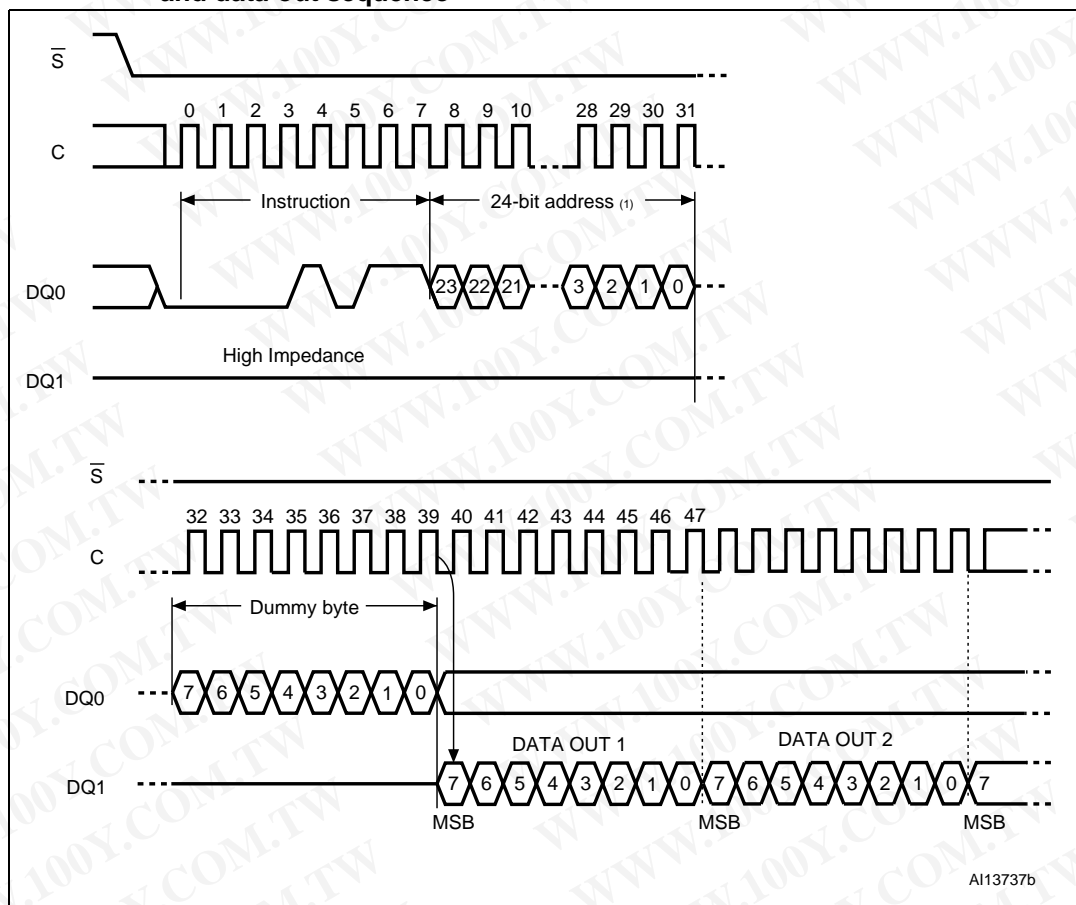 and data-out sequence
S
0 1 2 3 4 5 6 7 8 9 10 28 29 30 31
C
Instruction 24-bit address (1)
DQ0 23 22 21 3 2 1 0
High Impedance
DQ1
S
32 33 34 35 36 37 38 39 40 41 42 43 44 45 46 47
C
Dummy byte
DQ0 7 6 5 4 3 2 1 0
DATA OUT 1 DATA OUT 2
DQ1 7 6 5 4 3 2 1 0 7 6 5 4 3 2 1 0 7
MSB MSB MSB
AI13737b
WWW.100Y.COM.TW